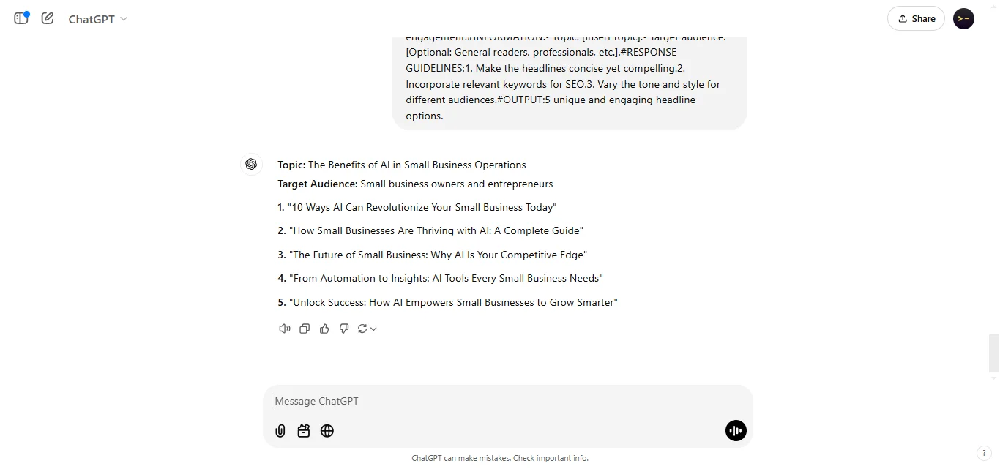 ChatGPT
Share
engagement.#INFORMATION:• Topic: [Insert topic].• Target audience:
[Optional: General readers, professionals, etc.].#RESPONSE
GUIDELINES:1. Make the headlines concise yet compelling.2.
Incorporate relevant keywords for SEO.3. Vary the tone and style for
different audiences.#OUTPUT:5 unique and engaging headline
options.
Topic: The Benefits of AI in Small Business Operations
Target Audience: Small business owners and entrepreneurs
1. "10 Ways AI Can Revolutionize Your Small Business Today"
2. "How Small Businesses Are Thriving with AI: A Complete Guide"
3. "The Future of Small Business: Why AI Is Your Competitive Edge"
4. "From Automation to Insights: AI Tools Every Small Business Needs"
5. "Unlock Success: How AI Empowers Small Businesses to Grow Smarter"
Message ChatGPT
ChatGPT can make mistakes. Check important info.
?